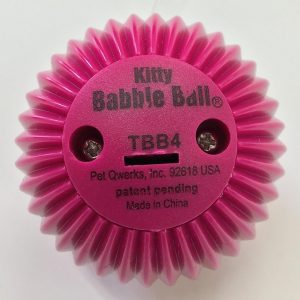 Kitty
Babble Ball®
TBB4
Pet Qwerks, Inc. 92618 USA
patent pending
Made in China